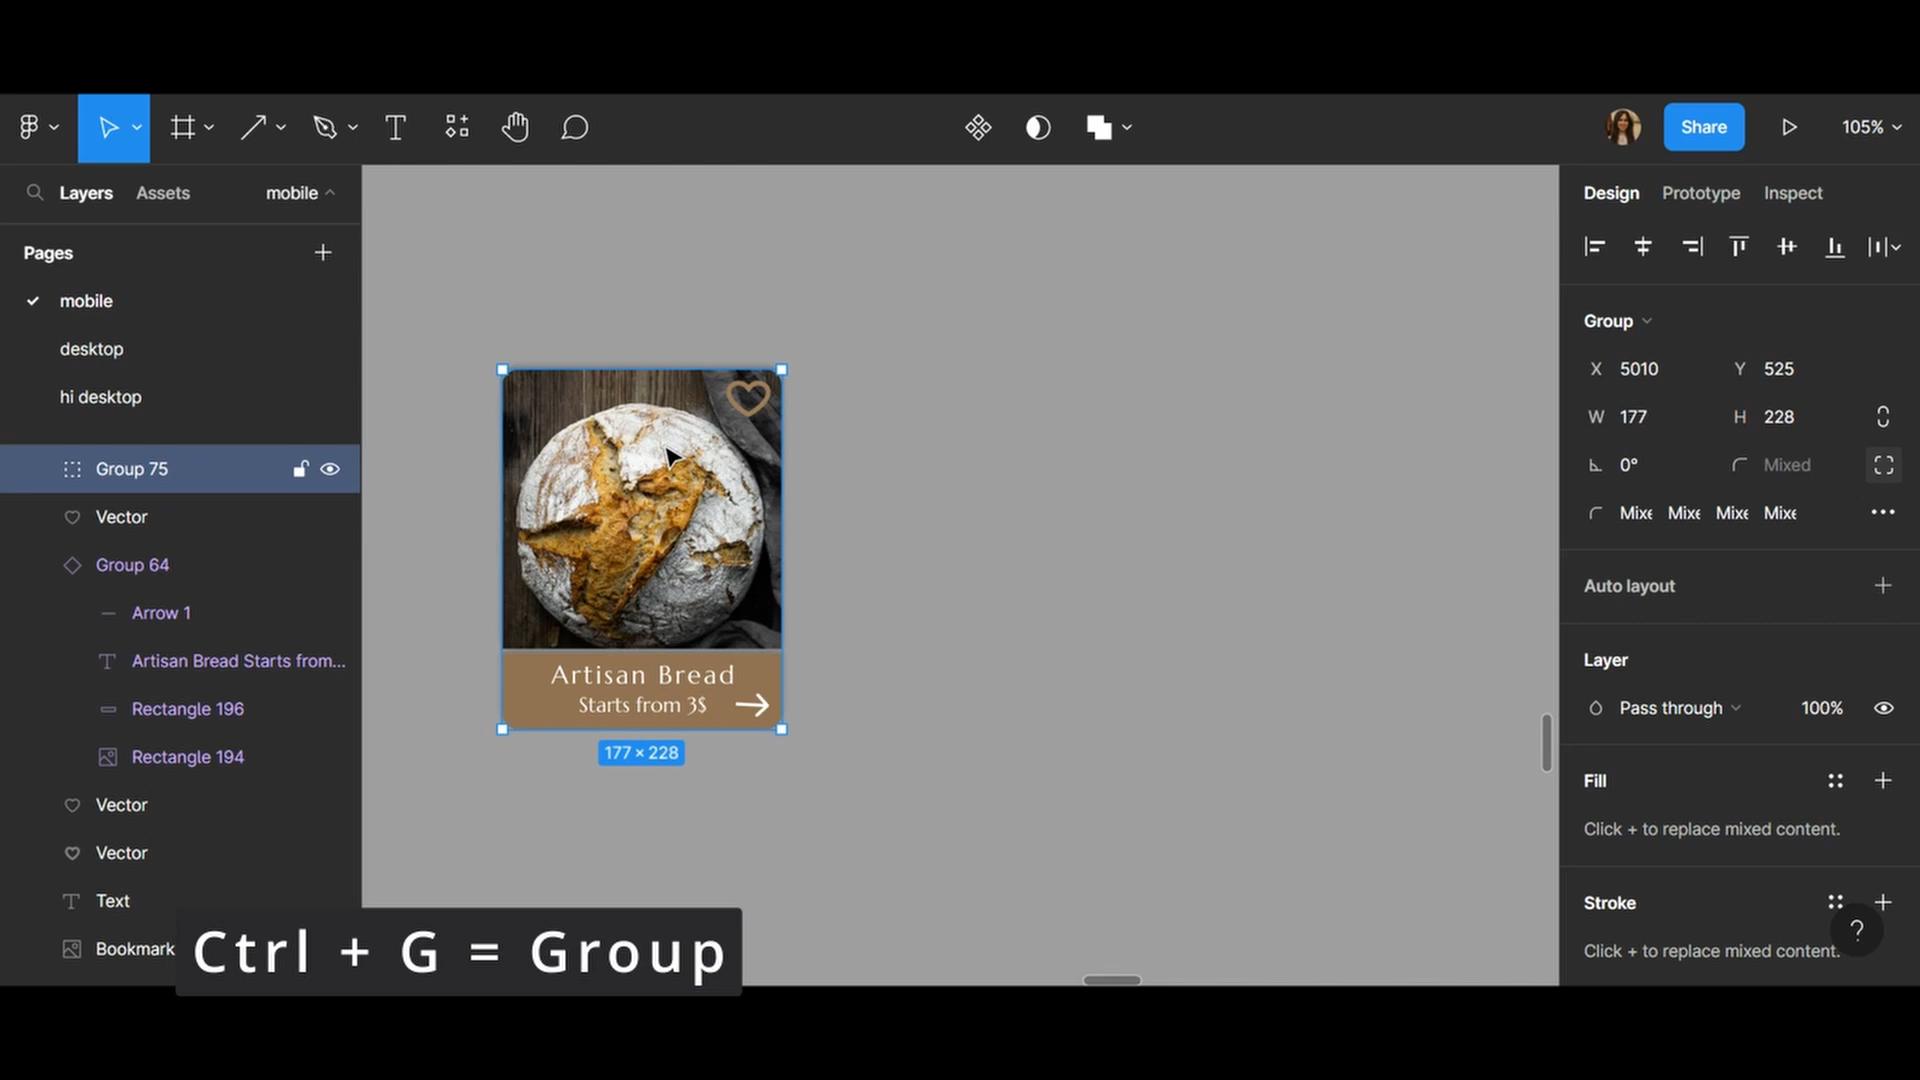 Share
105%
Layers
Assets
mobile
Design
Prototype
Inspect
Pages
mobile
desktop
hi desktop
Group
X 5010
Y 525
W 177
H 228
0°
Mixed
Mixe Mixe Mixe Mixe
Group 75
Vector
Group 64
Arrow 1
Artisan Bread Starts from...
Rectangle 196
Rectangle 194
Vector
Vector
Text
Bookmark
Artisan Bread
Starts from 3$
177 × 228
Auto layout
Layer
Pass through
100%
Fill
Click + to replace mixed content.
Stroke
Click + to replace mixed content.
?
Ctrl + G = Group